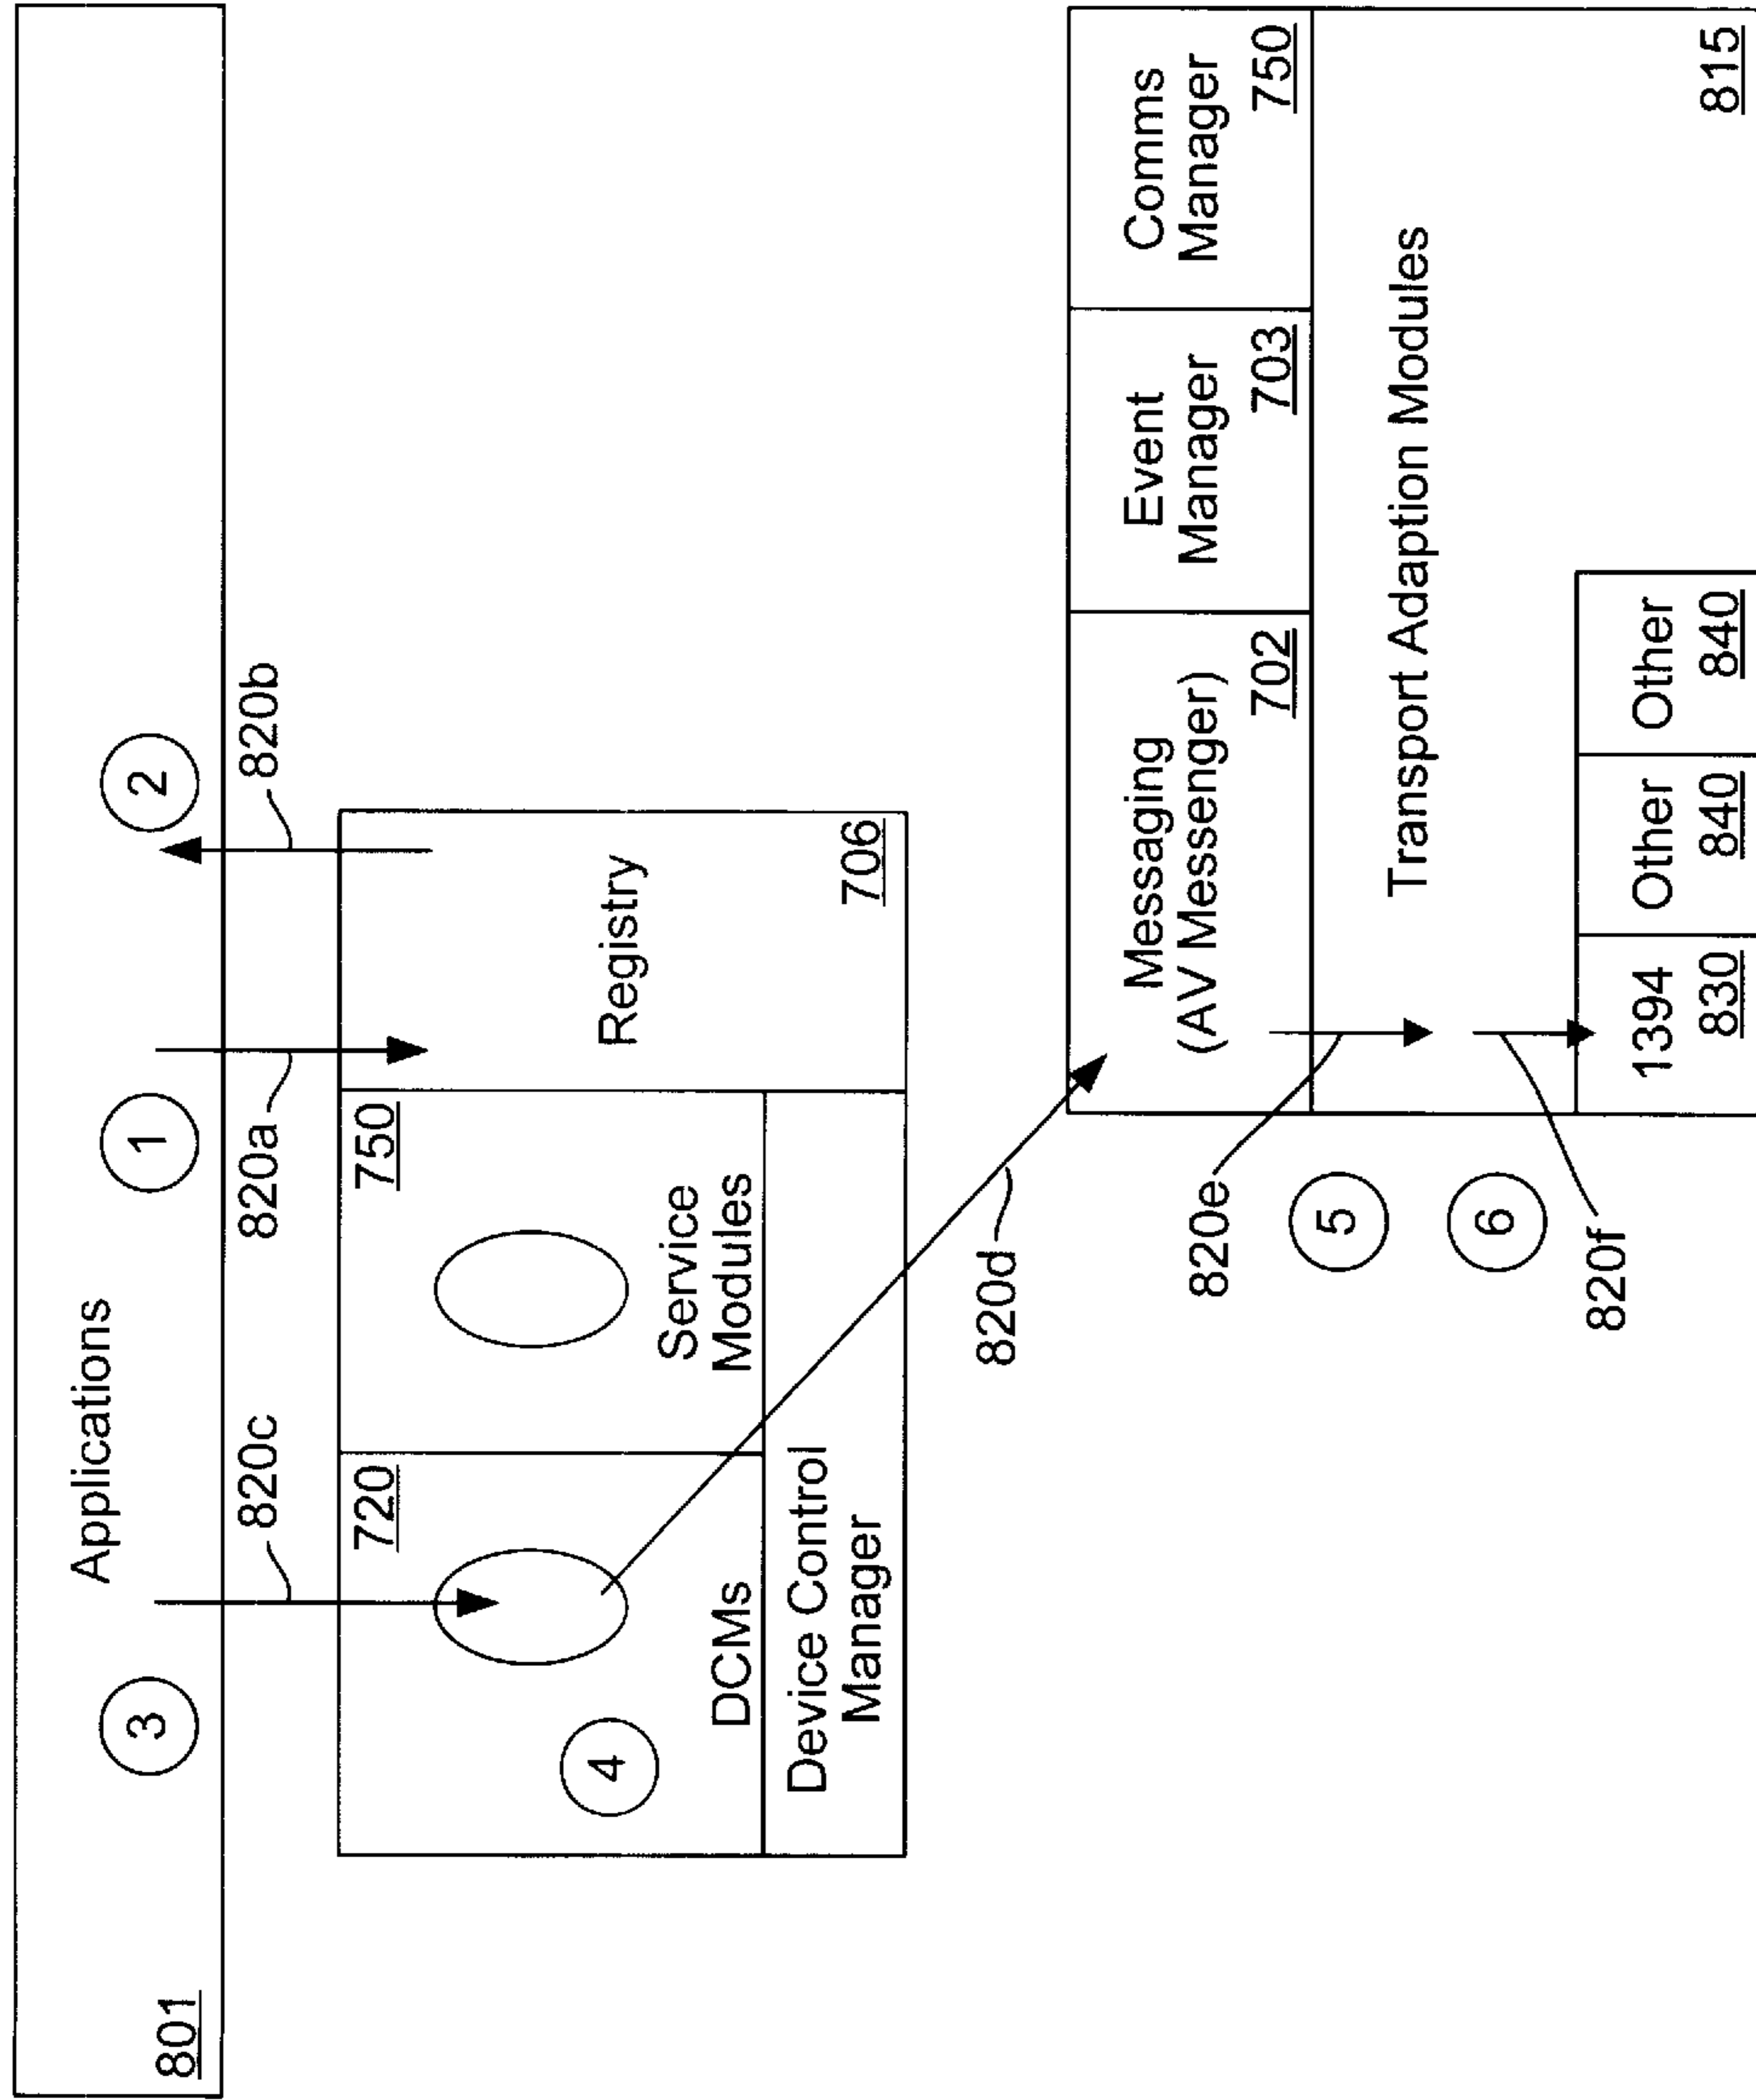 Applications
801
3
1
2
820c
820a
820b
720
750
4
DCMs
Service
Modules
Registry
706
Device Control
Manager
820d
Messaging
(AV Messenger)
702
Event
Manager
703
Comms
Manager
750
820e
5
Transport Adaption Modules
6
820f
1394
830
Other
840
Other
840
815